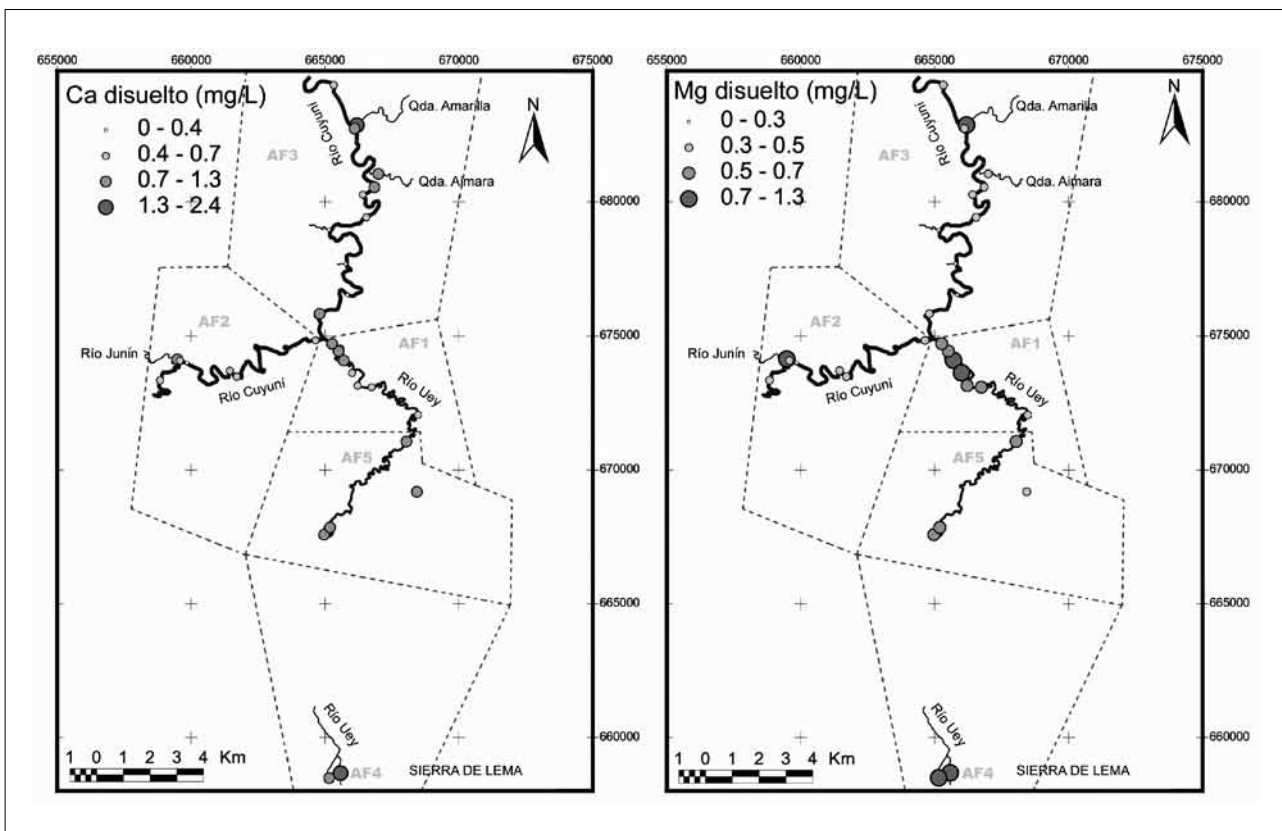 655000 660000 665000 670000 675000
Ca disuelto (mg/L)
0 - 0.4
0.4 - 0.7
0.7 - 1.3
1.3 - 2.4
N
Río Cuyuní
Qda. Amarilla
AF3
Qda. Aimara
680000
AF2
675000
AF1
Río Junín
Río Cuyuní
Río Uey
AF5
670000
665000
Río Uey
660000
1 0 1 2 3 4 Km
AF4
SIERRA DE LEMA
655000 660000 665000 670000 675000
Mg disuelto (mg/L)
0 - 0.3
0.3 - 0.5
0.5 - 0.7
0.7 - 1.3
N
Río Cuyuní
Qda. Amarilla
AF3
Qda. Aimara
680000
AF2
675000
AF1
Río Junín
Río Cuyuní
Río Uey
AF5
670000
665000
Río Uey
660000
1 0 1 2 3 4 Km
AF4
SIERRA DE LEMA